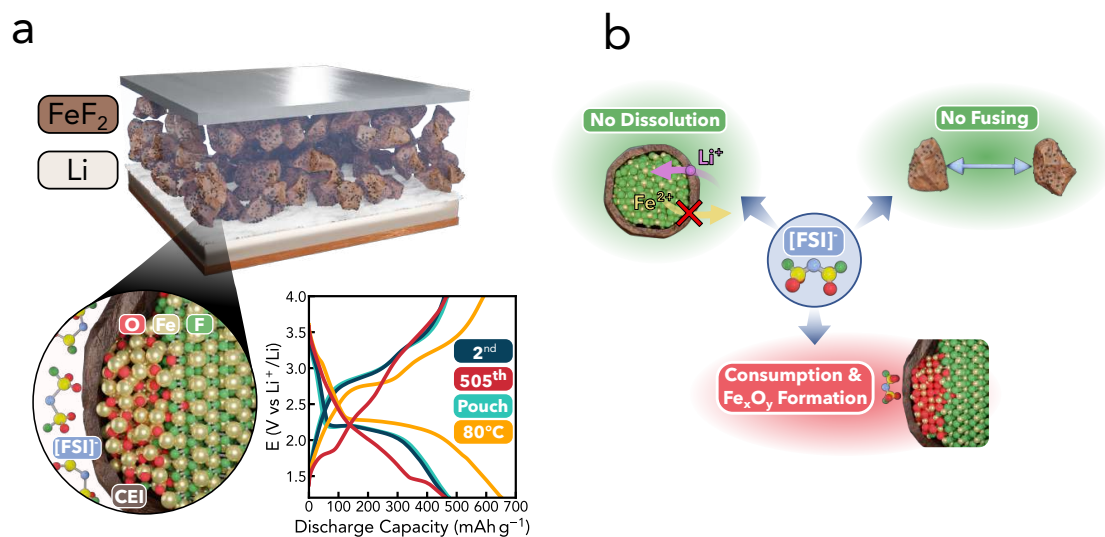 a
FeF₂
Li
O
Fe
F
[FSI]⁻
CEI
4.0
3.5
3.0
2.5
2.0
1.5
E (V vs Li⁺/Li)
2ⁿᵈ
505ᵗʰ
Pouch
80°C
0 100 200 300 400 500 600 700
Discharge Capacity (mAh g⁻¹)
b
No Dissolution
Li⁺
Fe²⁺
No Fusing
[FSI]⁻
Consumption &
FeₓOᵧ Formation